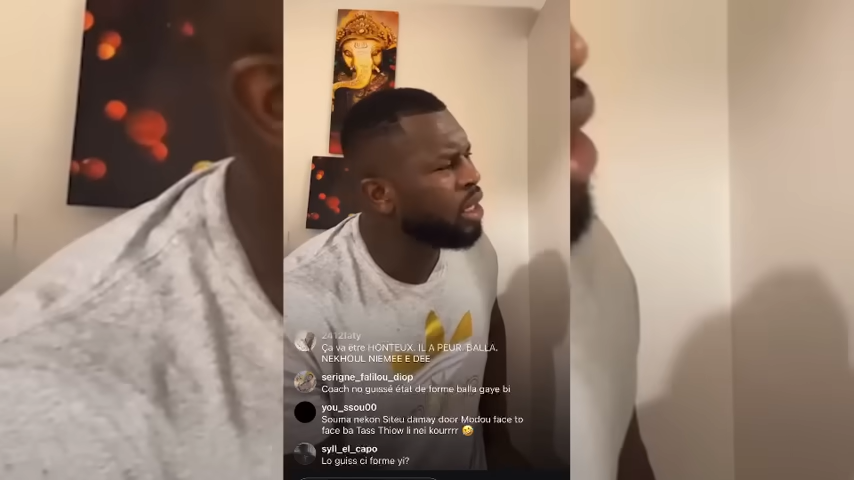 2412faty
Ça va être HONTEUX. IL A PEUR. BALLA.
NEKHOUL NIEMEE E DEE
serigne_falilou_diop
Coach no guissé état de forme balla gaye bi
you_ssou00
Souma nekon Siteu damay door Modou face to
face ba Tass Thiow li nei kourrrr 🤣
syll_el_capo
Lo guiss ci forme yi?